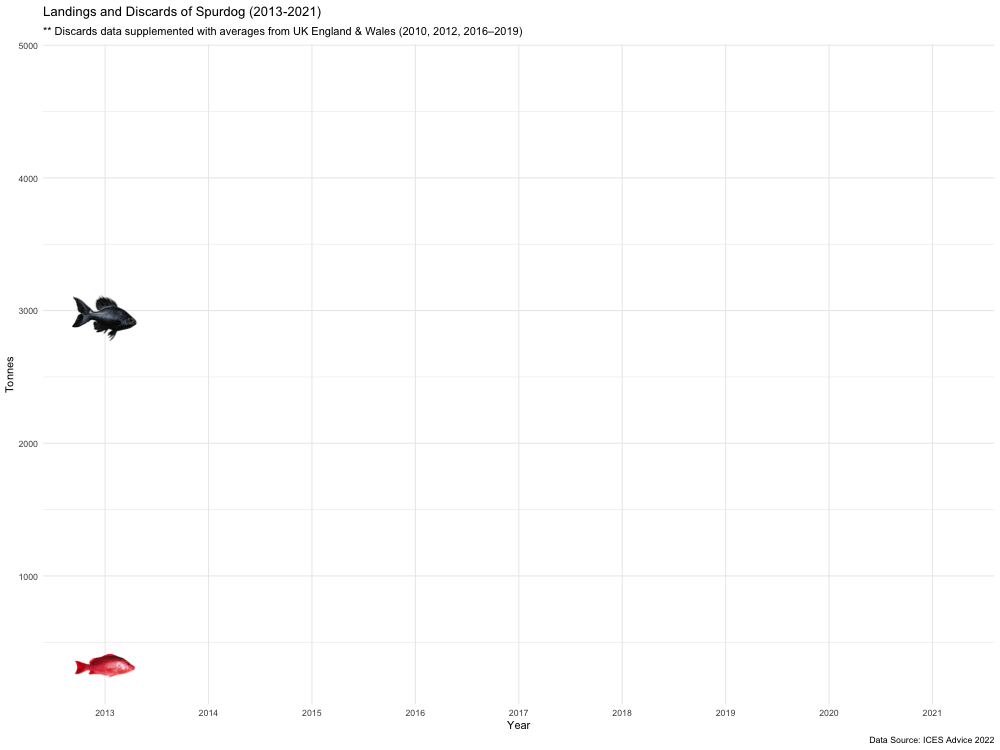 Landings and Discards of Spurdog (2013-2021)
** Discards data supplemented with averages from UK England & Wales (2010, 2012, 2016–2019)
5000
4000
3000
Tonnes
2000
1000
2013 2014 2015 2016 2017 2018 2019 2020 2021
Year
Data Source: ICES Advice 2022